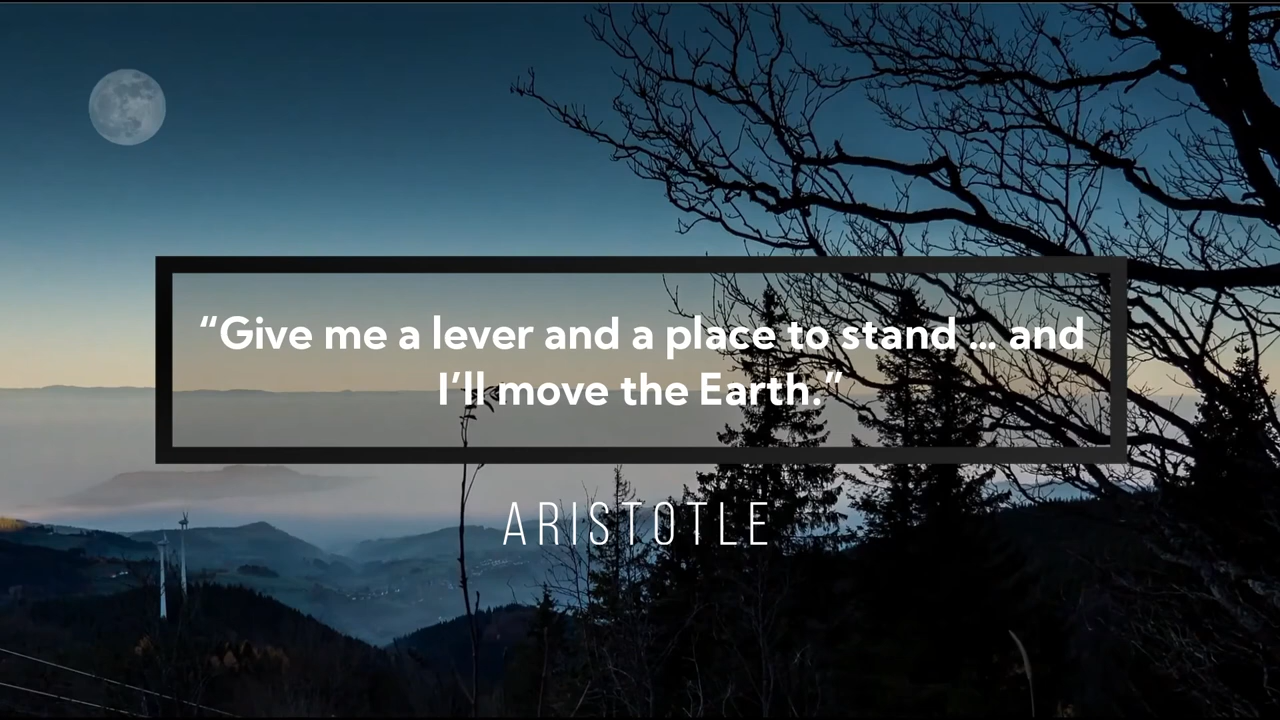 “Give me a lever and a place to stand ... and
I’ll move the Earth.”
ARISTOTLE